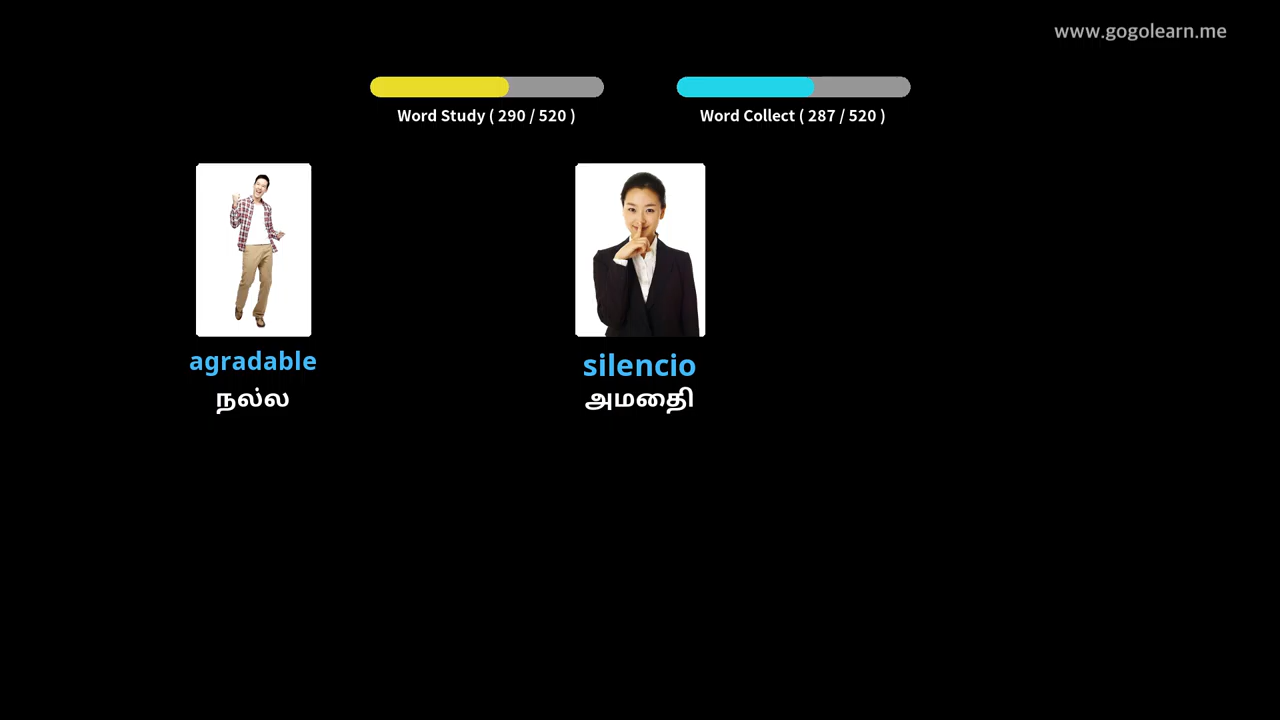 www.gogolearn.me
Word Study ( 290 / 520 )
Word Collect ( 287 / 520 )
agradable
silencio
நல்ல
அமைதி